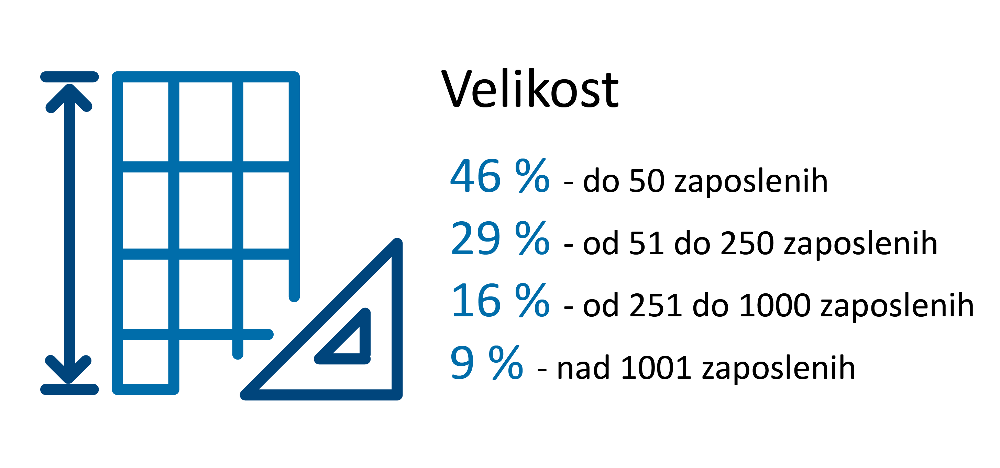 Velikost
46 % - do 50 zaposlenih
29 % - od 51 do 250 zaposlenih
16 % - od 251 do 1000 zaposlenih
9 % - nad 1001 zaposlenih